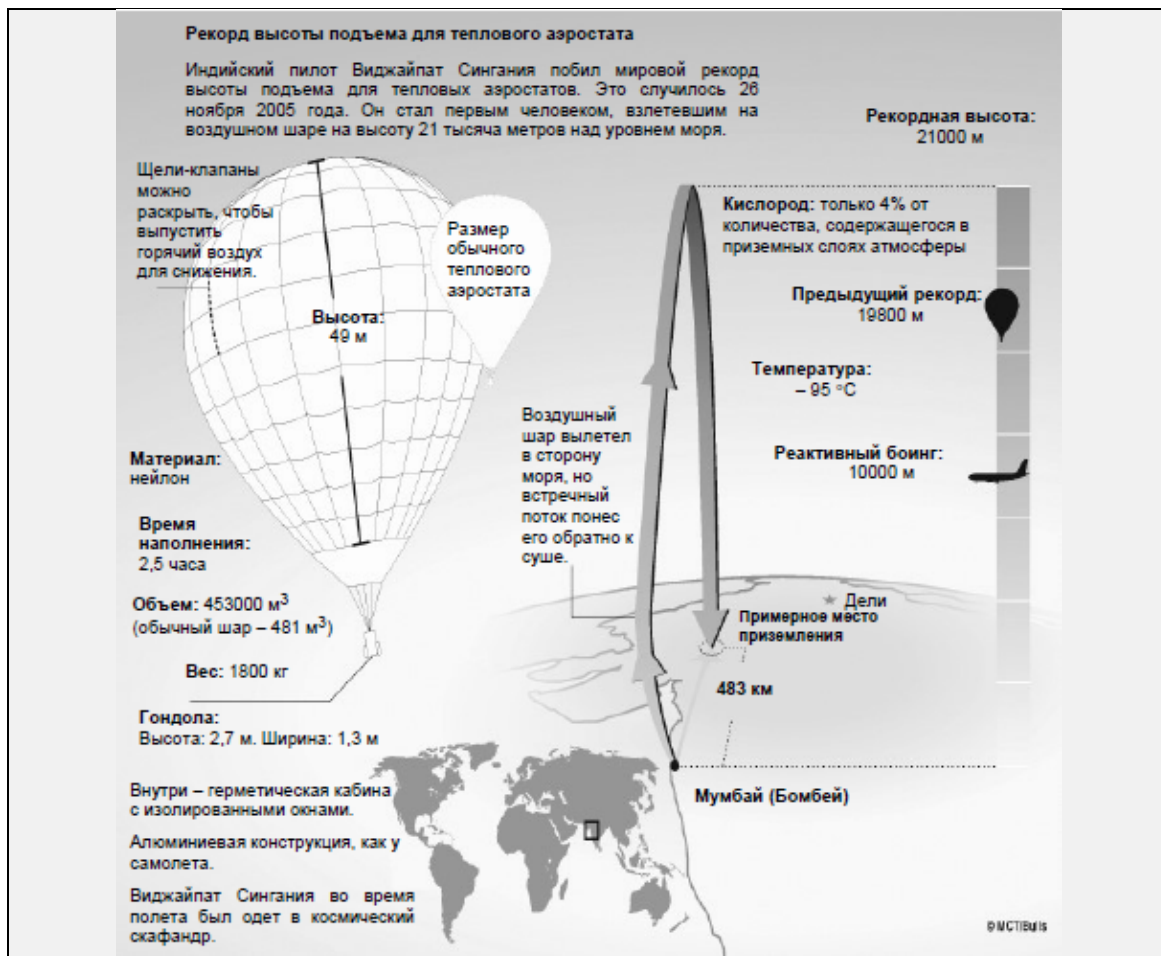 Рекорд высоты подъема для теплового аэростата
Индийский пилот Виджайпат Сингания побил мировой рекорд
высоты подъема для тепловых аэростатов. Это случилось 26
ноября 2005 года. Он стал первым человеком, взлетевшим на
воздушном шаре на высоту 21 тысяча метров над уровнем моря.
Рекордная высота:
21000 м
Щели-клапаны
можно
раскрыть, чтобы
выпустить
горячий воздух
для снижения.
Размер
обычного
теплового
аэростата
Высота:
49 м
Кислород: только 4% от
количества, содержащегося в
приземных слоях атмосферы
Предыдущий рекорд:
19800 м
Температура:
– 95 °C
Реактивный боинг:
10000 м
Воздушный
шар вылетел
в сторону
моря, но
встречный
поток понес
его обратно к
суше.
Материал:
нейлон
Время
наполнения:
2,5 часа
Объем: 453000 м³
(обычный шар – 481 м³)
Вес: 1800 кг
Гондола:
Высота: 2,7 м. Ширина: 1,3 м
Внутри – герметическая кабина
с изолированными окнами.
Алюминиевая конструкция, как у
самолета.
Виджайпат Сингания во время
полета был одет в космический
скафандр.
Дели
Примерное место
приземления
483 км
Мумбай (Бомбей)
© MCT/Bulls